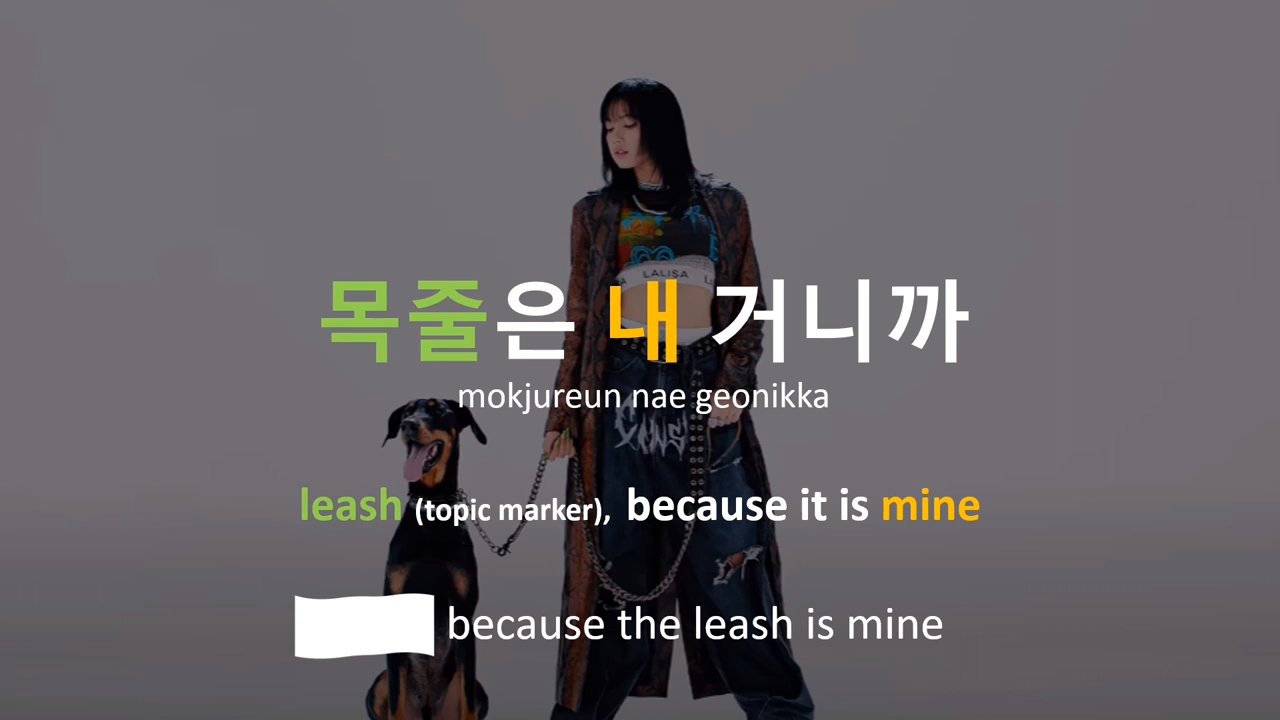 LALISA
목줄은 내 거니까
mokjureun nae geonikka
leash (topic marker), because it is mine
because the leash is mine